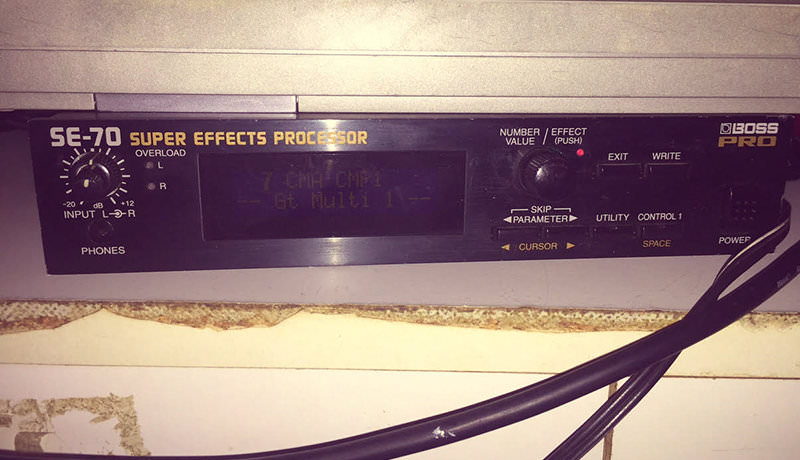 SE-70 SUPER EFFECTS PROCESSOR
OVERLOAD
L
R
-20 dB +12
INPUT L R
PHONES
7 CMA CMP1
-- Gt Multi 1 --
NUMBER / EFFECT
VALUE (PUSH)
EXIT WRITE
SKIP
PARAMETER
CURSOR
UTILITY CONTROL 1
SPACE
BOSS
PRO
POWER